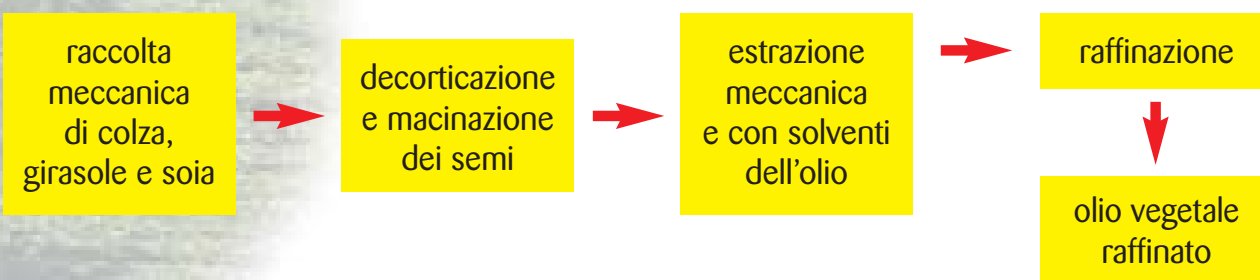 raccolta
meccanica
di colza,
girasole e soia
decorticazione
e macinazione
dei semi
estrazione
meccanica
e con solventi
dell'olio
raffinazione
olio vegetale
raffinato